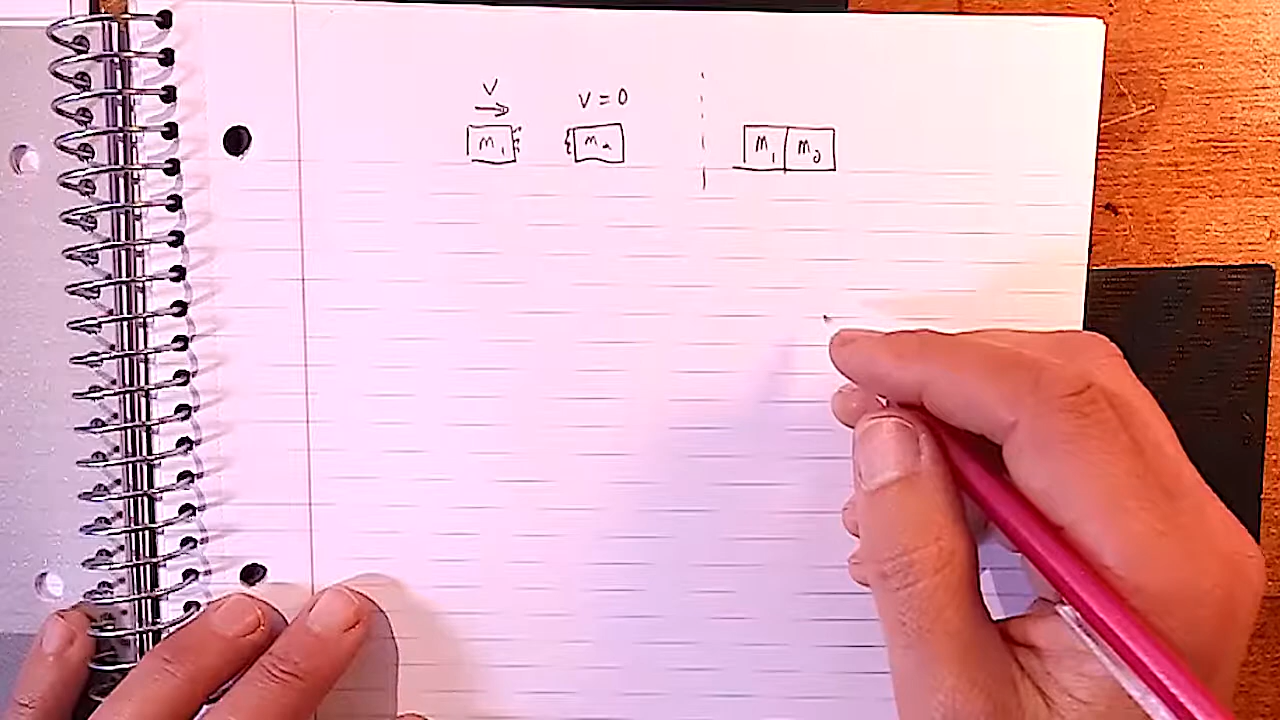 V
V = 0
m₁ m₂ m₁ m₂